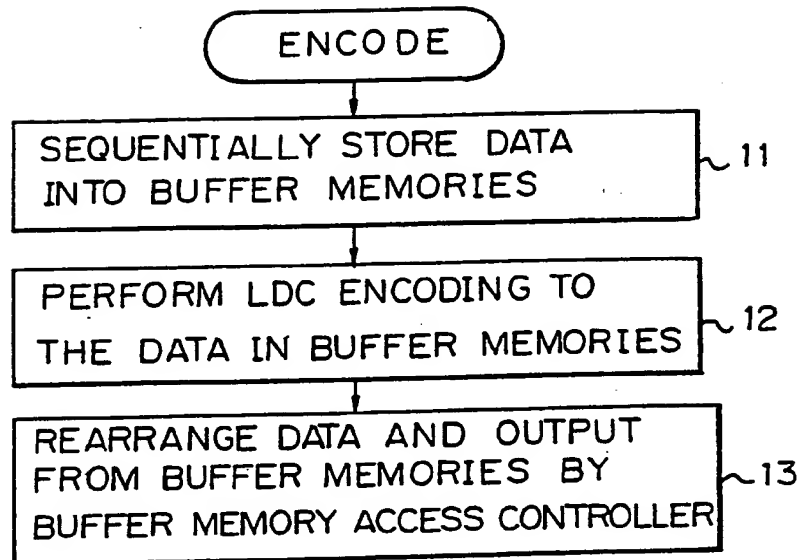 ENCODE
SEQUENTIALLY STORE DATA
INTO BUFFER MEMORIES
11
PERFORM LDC ENCODING TO
THE DATA IN BUFFER MEMORIES
12
REARRANGE DATA AND OUTPUT
FROM BUFFER MEMORIES BY
BUFFER MEMORY ACCESS CONTROLLER
13